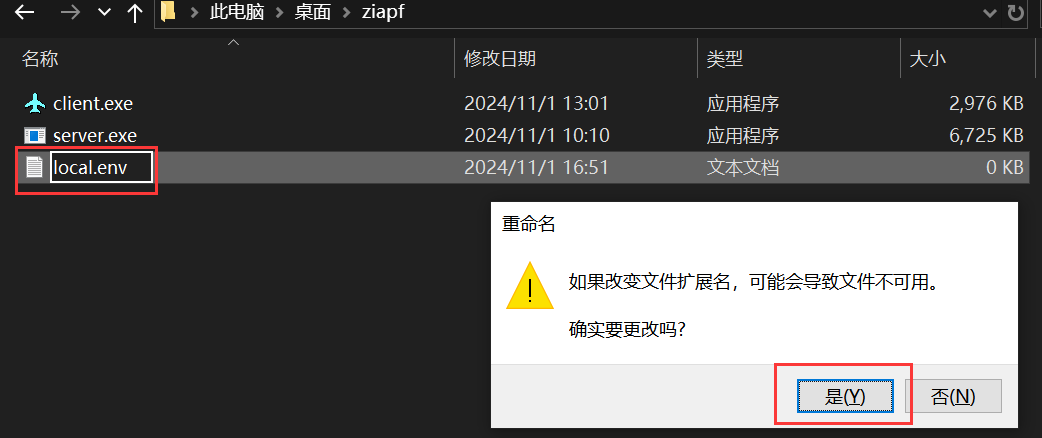 此电脑 桌面 ziapf
名称 修改日期 类型 大小
client.exe 2024/11/1 13:01 应用程序 2,976 KB
server.exe 2024/11/1 10:10 应用程序 6,725 KB
local.env 2024/11/1 16:51 文本文档 0 KB
重命名
如果改变文件扩展名，可能会导致文件不可用。
确实要更改吗？
是(Y) 否(N)